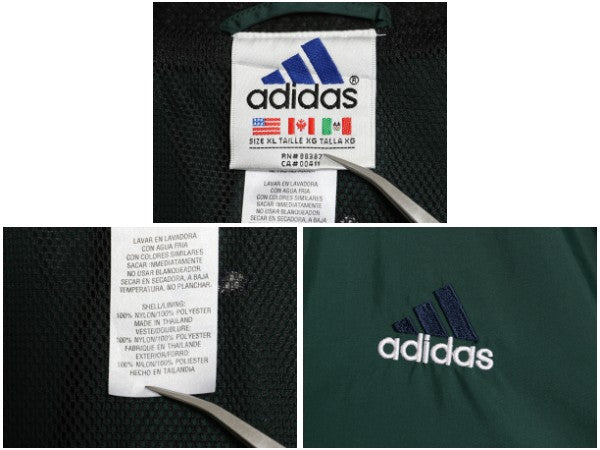 adidas®
SIZE XL TAILLE XG TALLA XG
RN# 88387
CA# 00411
LAVAR EN LAVADORA
CON AGUA FRIA
CON COLORES SIMILARES
SACAR INMEDIATAMENTE
NO USAR BLANQUEADOR
SECAR EN SECADORA, A BAJA
LAVAR EN LAVADORA
CON AGUA FRIA
CON COLORES SIMILARES
SACAR INMEDIATAMENTE
NO USAR BLANQUEADOR.
SECAR EN SECADORA, A BAJA
TEMPERATURA, NO PLANCHAR.
SHELL/LINING:
100% NYLON/100% POLYESTER
MADE IN THAILAND
VESTE/DOUBLURE:
100% NYLON/100% POLYESTER
FABRIQUE EN THAILANDE
EXTERIOR/FORRO:
100% NILON/100% POLIESTER
HECHO EN TAILANDIA
adidas